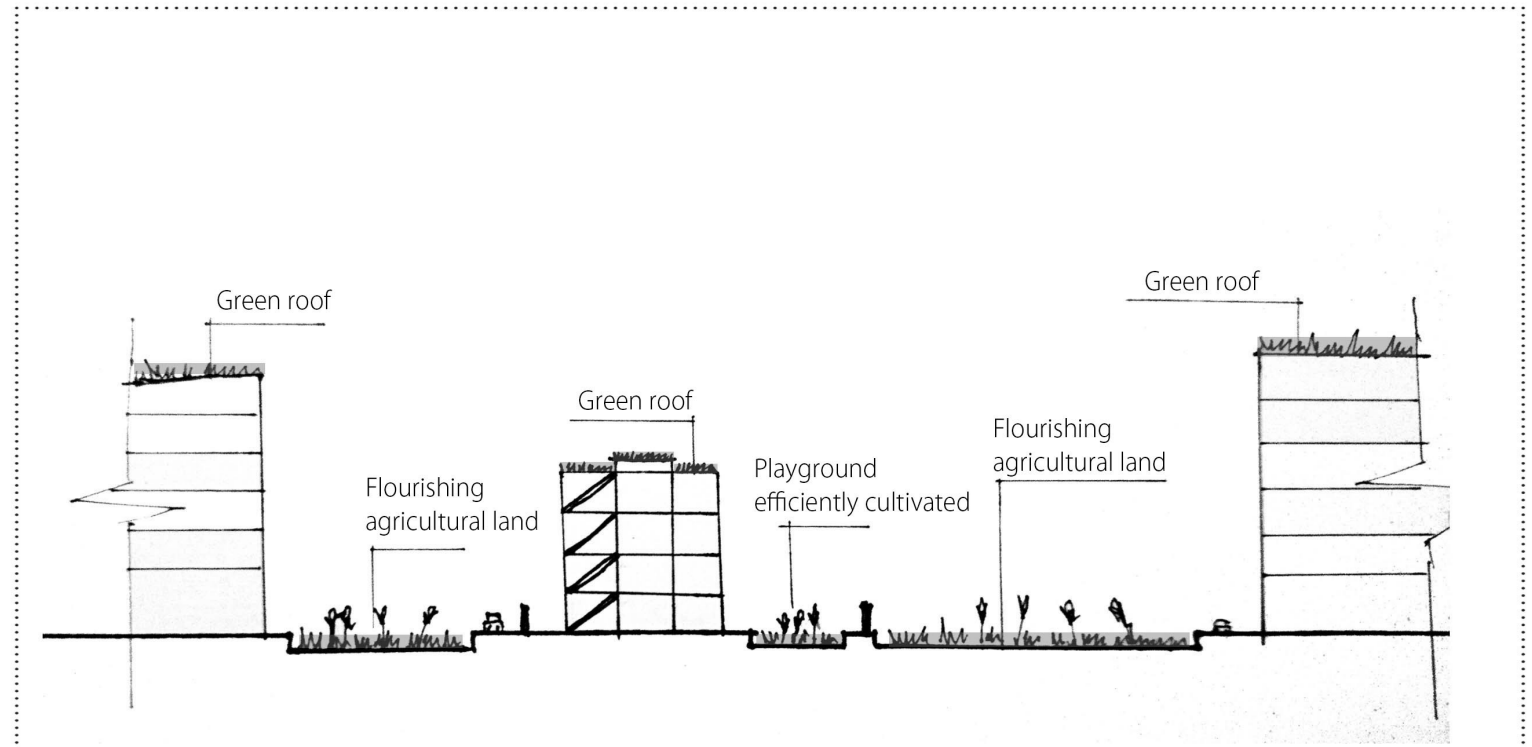 Green roof
Green roof
Green roof
Flourishing
agricultural land
Playground
efficiently cultivated
Flourishing
agricultural land